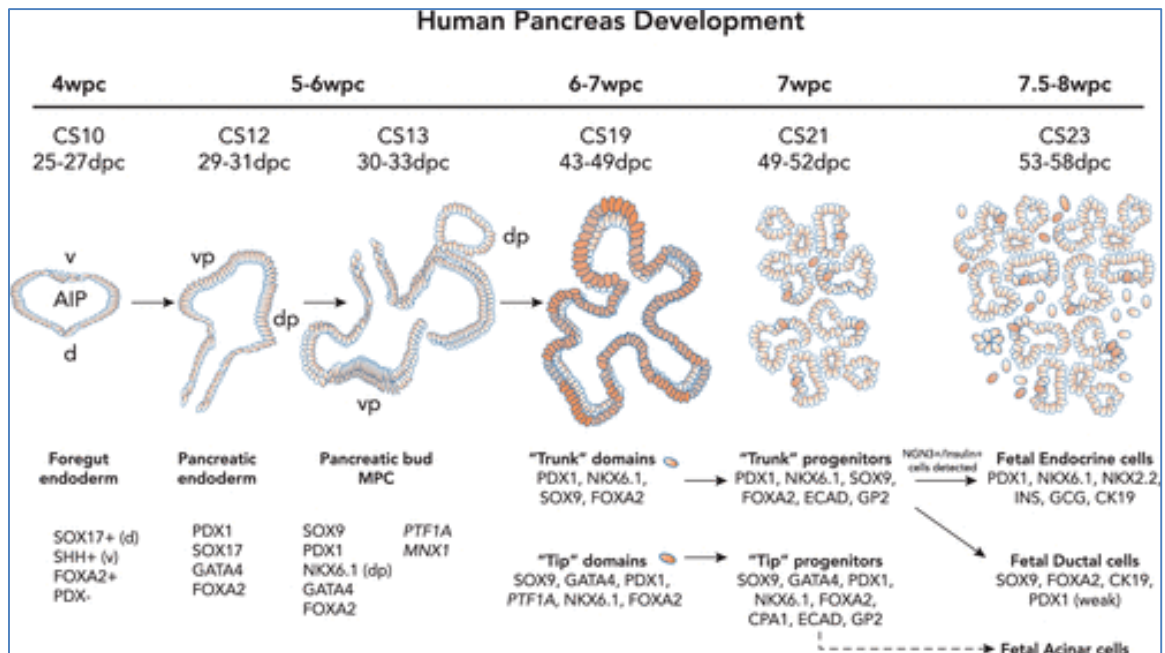 Human Pancreas Development
4wpc 5-6wpc 6-7wpc 7wpc 7.5-8wpc
CS10 CS12 CS13 CS19 CS21 CS23
25-27dpc 29-31dpc 30-33dpc 43-49dpc 49-52dpc 53-58dpc
v
AIP
d
vp
dp
dp
vp
Foregut
endoderm
SOX17+ (d)
SHH+ (v)
FOXA2+
PDX-
Pancreatic
endoderm
PDX1
SOX17
GATA4
FOXA2
Pancreatic bud
MPC
SOX9
PDX1
NKX6.1 (dp)
GATA4
FOXA2
PTF1A
MNX1
"Trunk" domains
PDX1, NKX6.1,
SOX9, FOXA2
"Tip" domains
SOX9, GATA4, PDX1,
PTF1A, NKX6.1, FOXA2
"Trunk" progenitors
PDX1, NKX6.1, SOX9,
FOXA2, ECAD, GP2
"Tip" progenitors
SOX9, GATA4, PDX1,
NKX6.1, FOXA2,
CPA1, ECAD, GP2
NGN3+/Insulin+
cells detected
Fetal Endocrine cells
PDX1, NKX6.1, NKX2.2,
INS, GCG, CK19
Fetal Ductal cells
SOX9, FOXA2, CK19,
PDX1 (weak)
Fetal Acinar cells